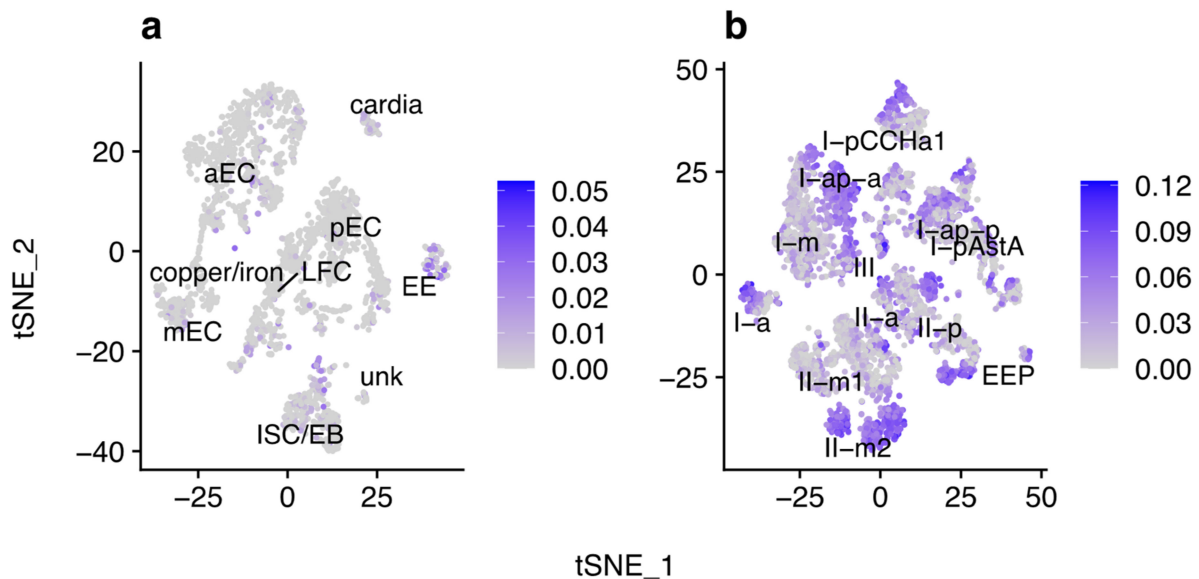 a
b
tSNE_2
20
0
−20
−40
−25
0
25
cardia
aEC
pEC
copper/iron
LFC
EE
mEC
unk
ISC/EB
0.05
0.04
0.03
0.02
0.01
0.00
50
25
0
−25
−25
0
25
50
I−pCCHa1
I−ap−a
I−ap−p
I−m
I−pAstA
III
I−a
II−a
II−p
II−m1
EEP
II−m2
0.12
0.09
0.06
0.03
0.00
tSNE_1